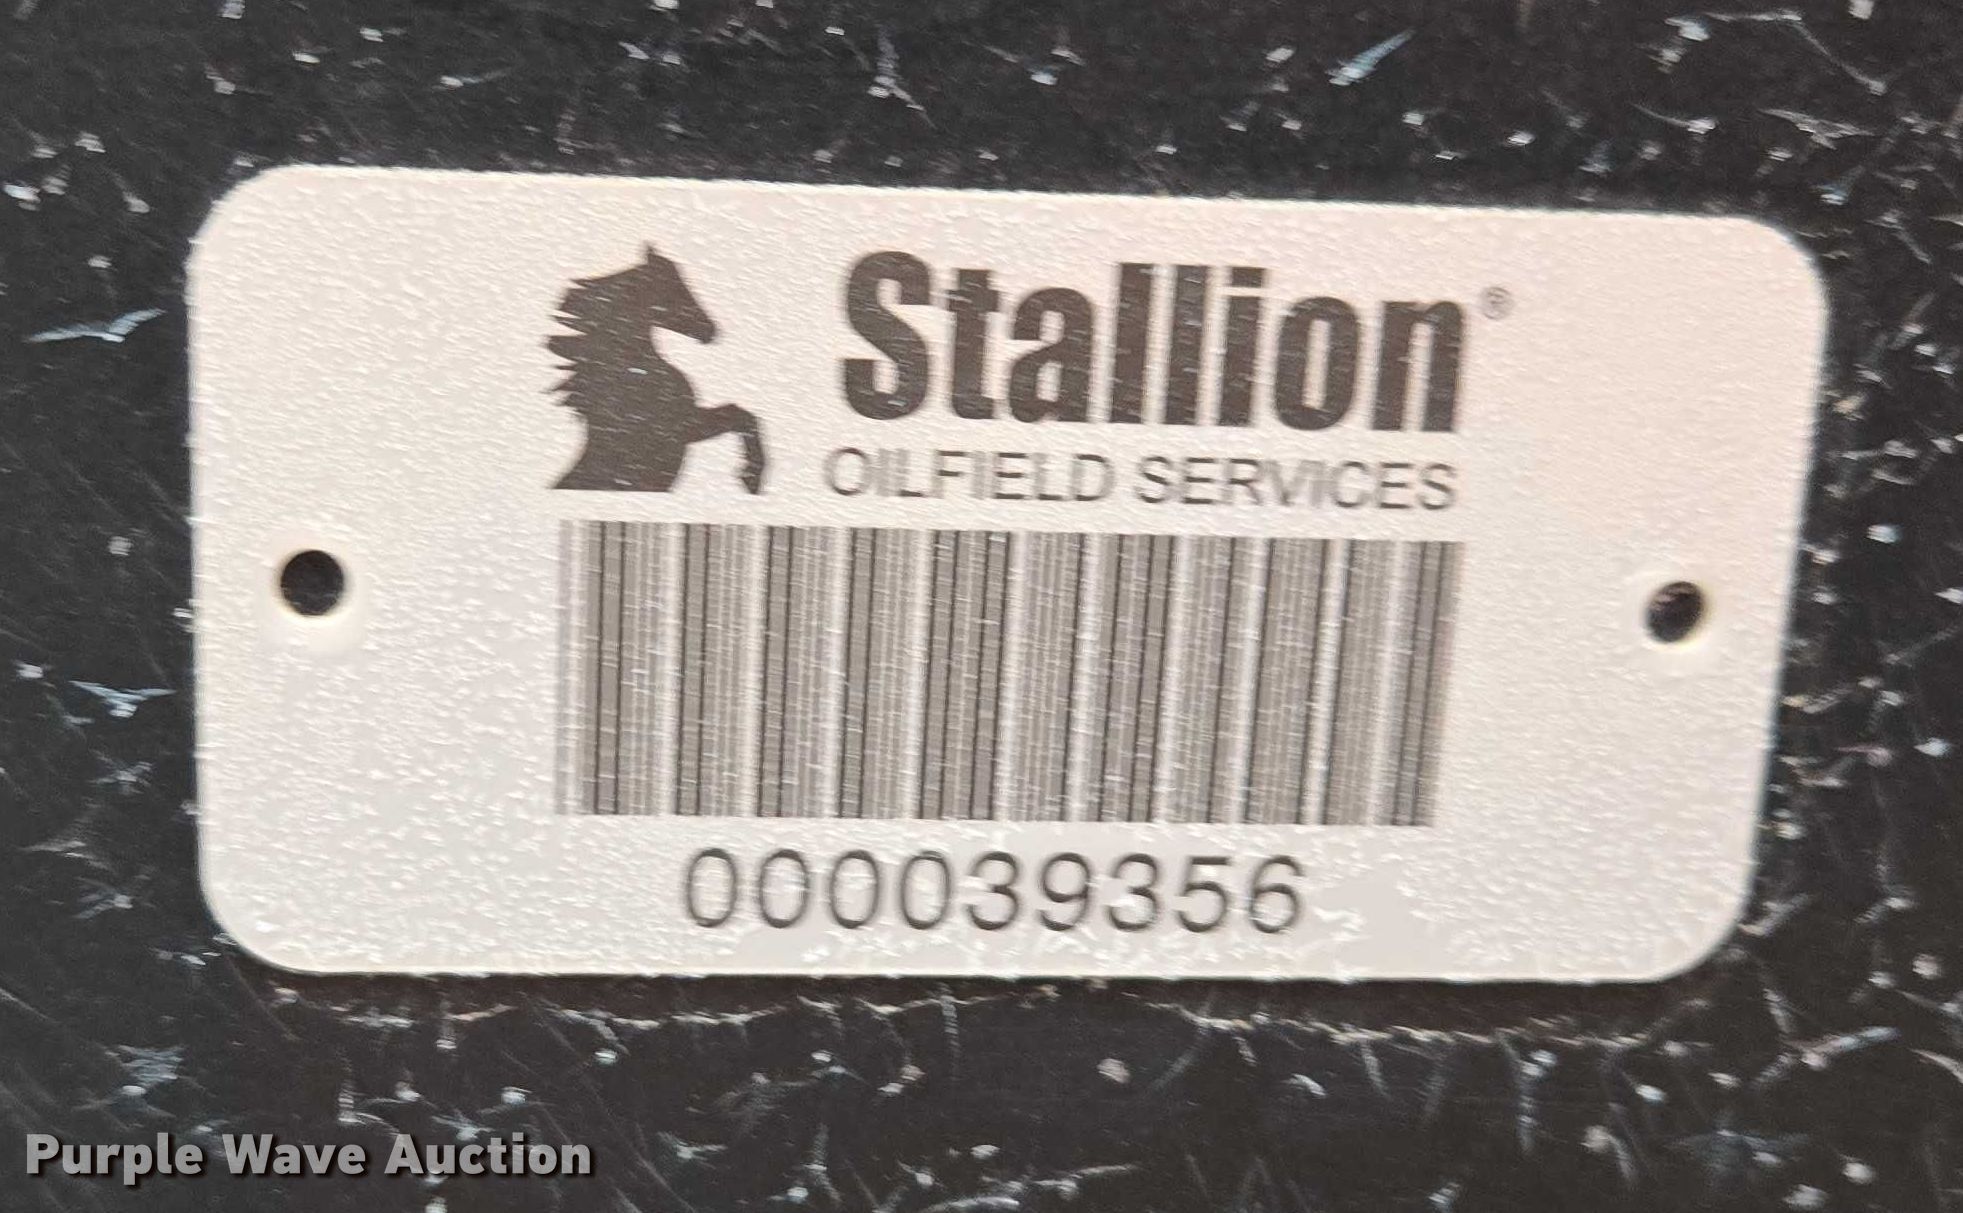 Stallion®
OILFIELD SERVICES
000039356
Purple Wave Auction